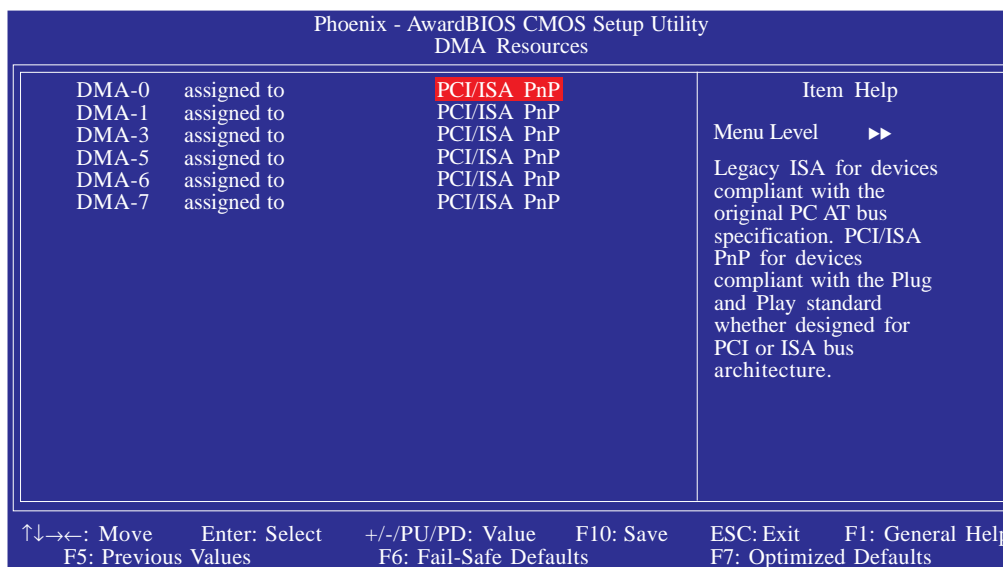 Phoenix - AwardBIOS CMOS Setup Utility
DMA Resources
DMA-0 assigned to PCI/ISA PnP
DMA-1 assigned to PCI/ISA PnP
DMA-3 assigned to PCI/ISA PnP
DMA-5 assigned to PCI/ISA PnP
DMA-6 assigned to PCI/ISA PnP
DMA-7 assigned to PCI/ISA PnP
Item Help
Menu Level ▸▸
Legacy ISA for devices
compliant with the
original PC AT bus
specification. PCI/ISA
PnP for devices
compliant with the Plug
and Play standard
whether designed for
PCI or ISA bus
architecture.
↑↓→←: Move Enter: Select +/-/PU/PD: Value F10: Save ESC: Exit F1: General Help
F5: Previous Values F6: Fail-Safe Defaults F7: Optimized Defaults